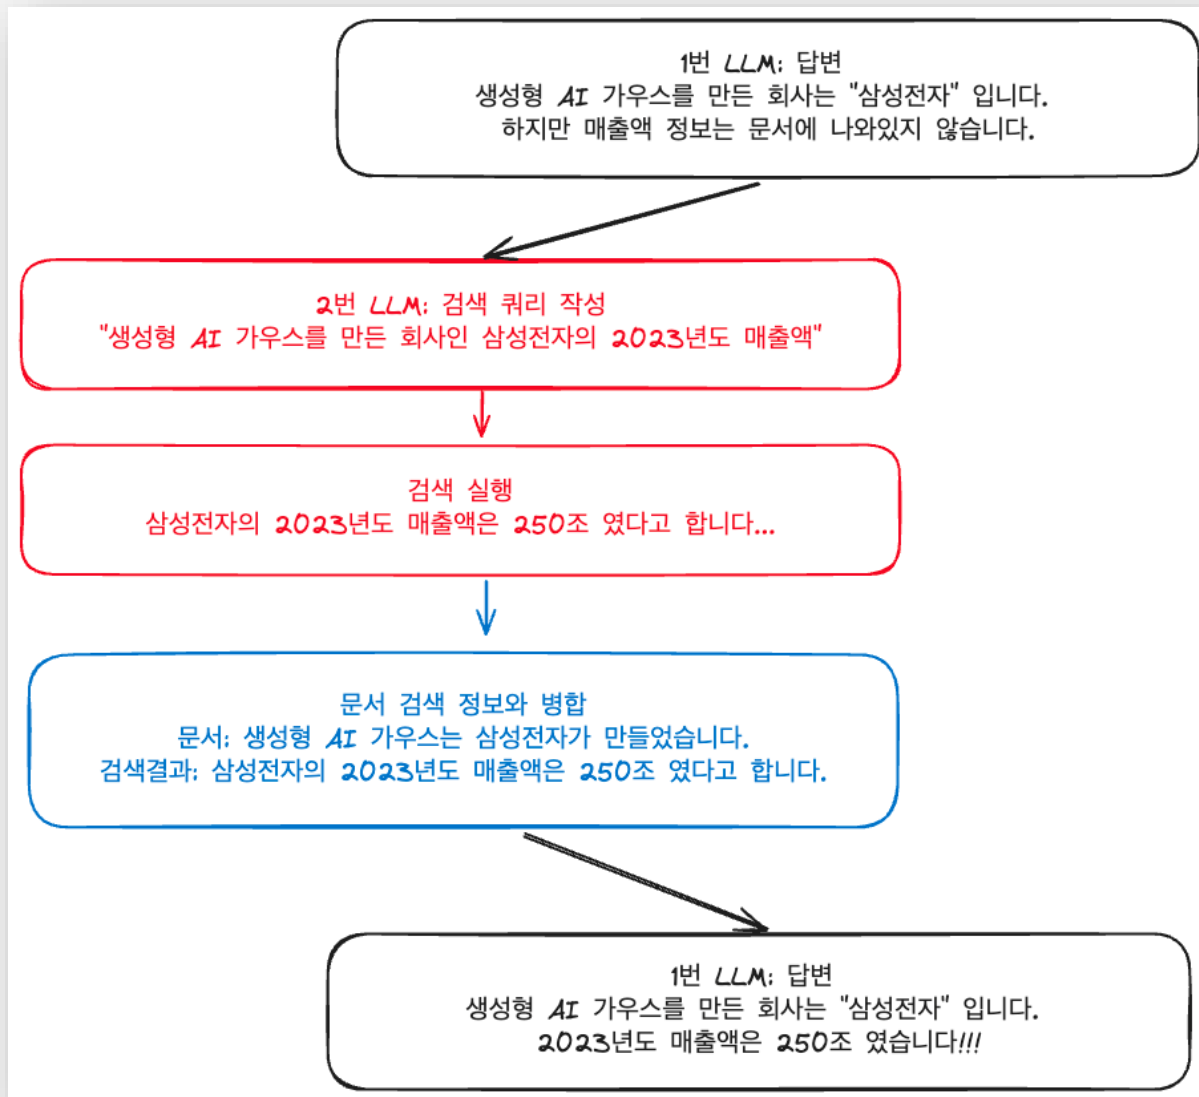 1번 LLM: 답변
생성형 AI 가우스를 만든 회사는 "삼성전자" 입니다.
하지만 매출액 정보는 문서에 나와있지 않습니다.
2번 LLM: 검색 쿼리 작성
"생성형 AI 가우스를 만든 회사인 삼성전자의 2023년도 매출액"
검색 실행
삼성전자의 2023년도 매출액은 250조 였다고 합니다...
문서 검색 정보와 병합
문서: 생성형 AI 가우스는 삼성전자가 만들었습니다.
검색결과: 삼성전자의 2023년도 매출액은 250조 였다고 합니다.
1번 LLM: 답변
생성형 AI 가우스를 만든 회사는 "삼성전자" 입니다.
2023년도 매출액은 250조 였습니다!!!